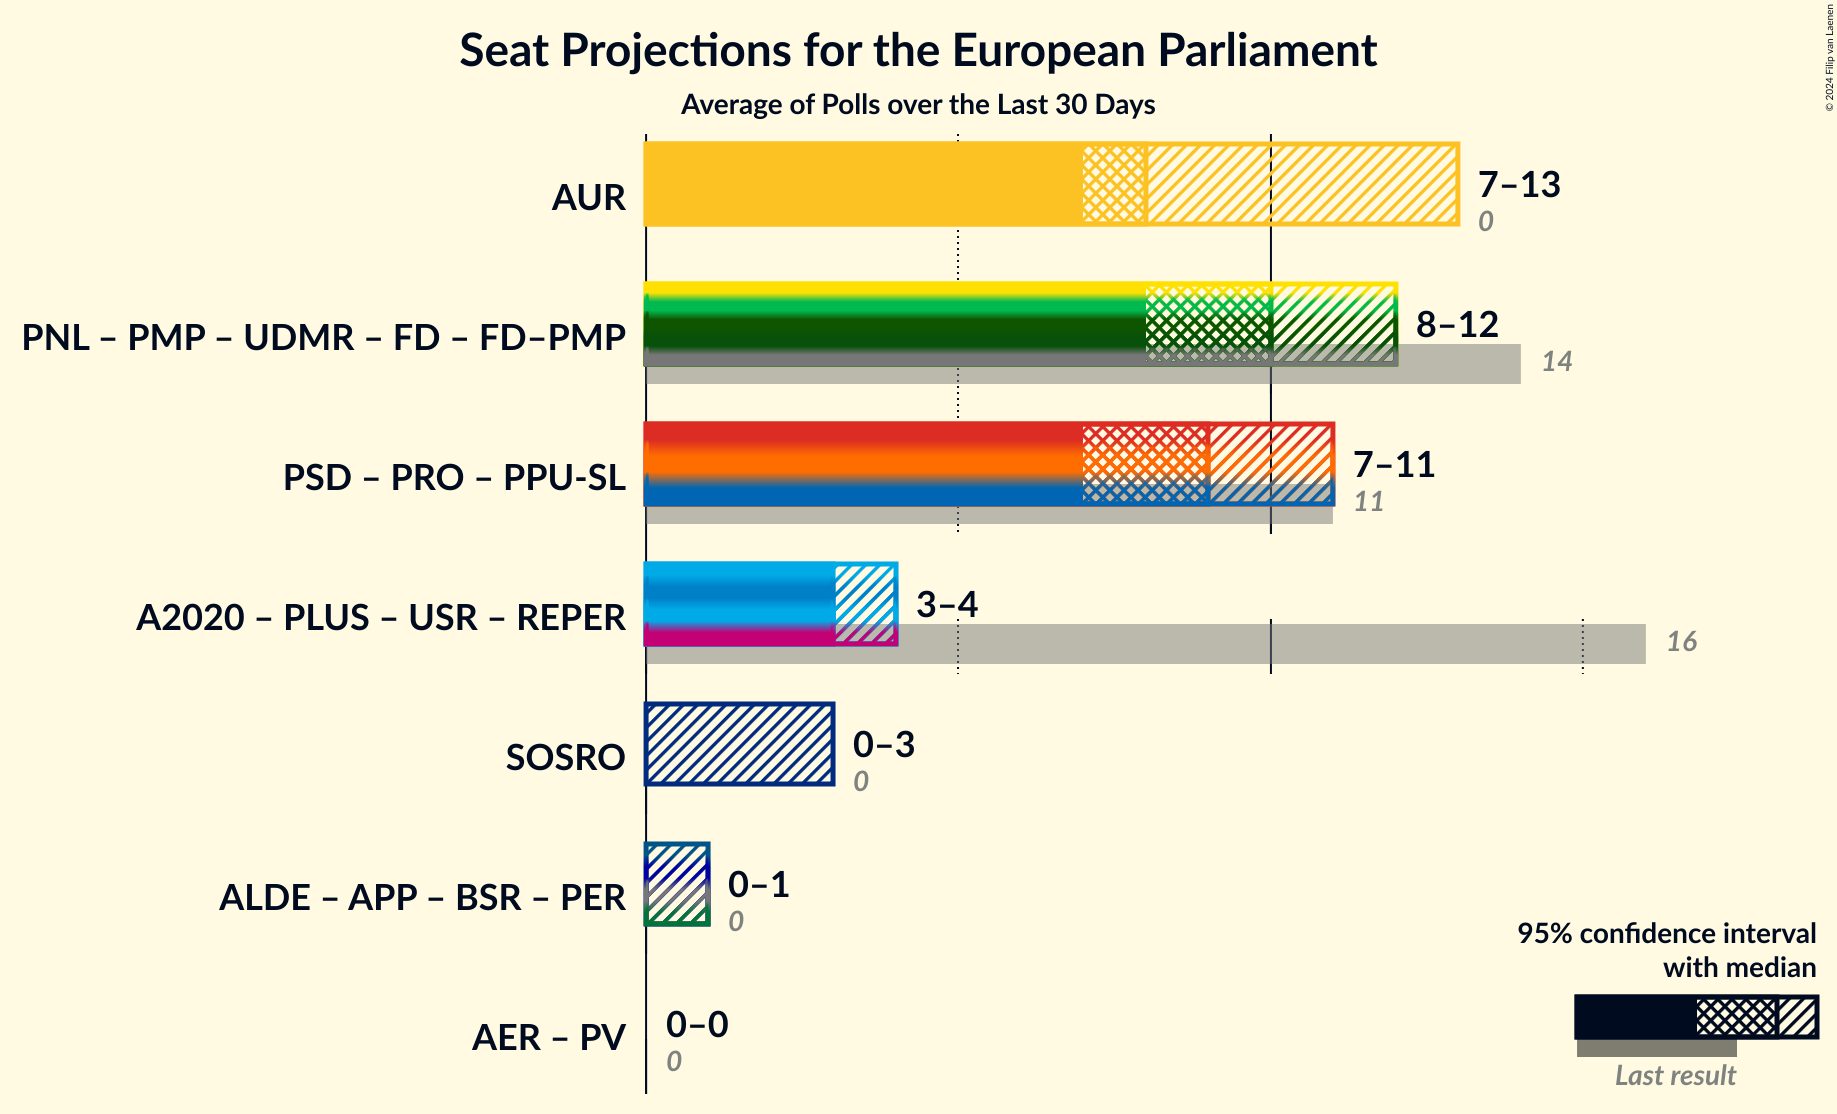 Seat Projections for the European Parliament
Average of Polls over the Last 30 Days
© 2024 Filip van Laenen
AUR
7–13
0
PNL – PMP – UDMR – FD – FD–PMP
8–12
14
PSD – PRO – PPU-SL
7–11
11
A2020 – PLUS – USR – REPER
3–4
16
SOSRO
0–3
0
ALDE – APP – BSR – PER
0–1
0
AER – PV
0–0
0
95% confidence interval
with median
Last result